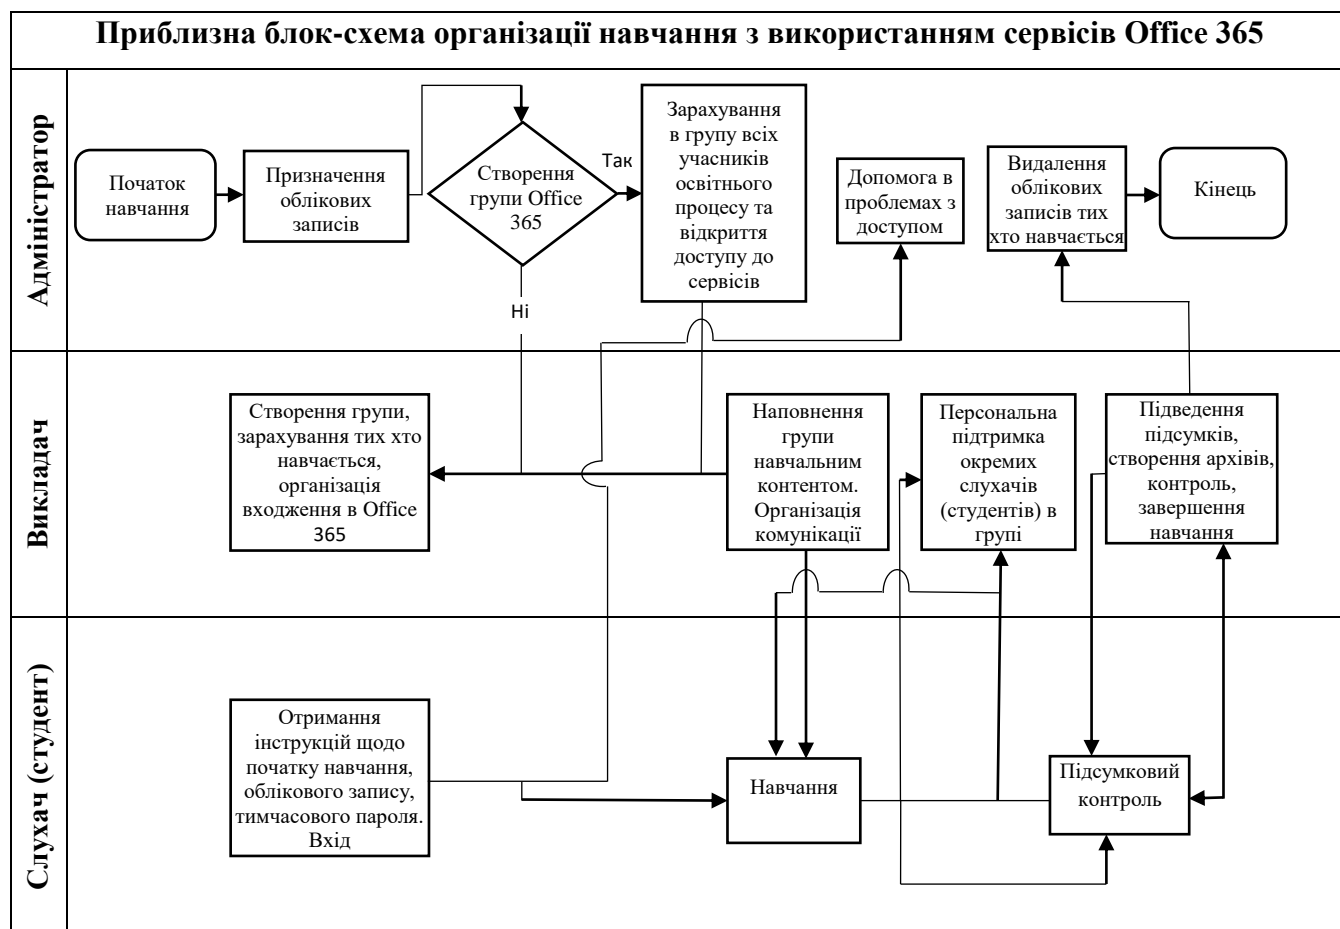 Приблизна блок-схема організації навчання з використанням сервісів Office 365
Адміністратор
Початок
навчання
Призначення
облікових
записів
Створення
групи Office
365
Так
Ні
Зарахування
в групу всіх
учасників
освітнього
процесу та
відкриття
доступу до
сервісів
Допомога в
проблемах з
доступом
Видалення
облікових
записів тих
хто навчається
Кінець
Викладач
Створення групи,
зарахування тих хто
навчається,
організація
входження в Office
365
Наповнення
групи
навчальним
контентом.
Організація
комунікації
Персональна
підтримка
окремих
слухачів
(студентів) в
групі
Підведення
підсумків,
створення архівів,
контроль,
завершення
навчання
Слухач (студент)
Отримання
інструкцій щодо
початку навчання,
облікового запису,
тимчасового пароля.
Вхід
Навчання
Підсумковий
контроль